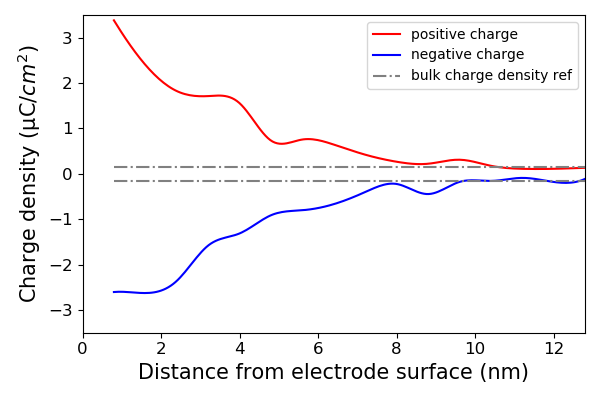 positive charge
negative charge
bulk charge density ref
Charge density (μC/cm²)
3
2
1
0
−1
−2
−3
0
2
4
6
8
10
12
Distance from electrode surface (nm)